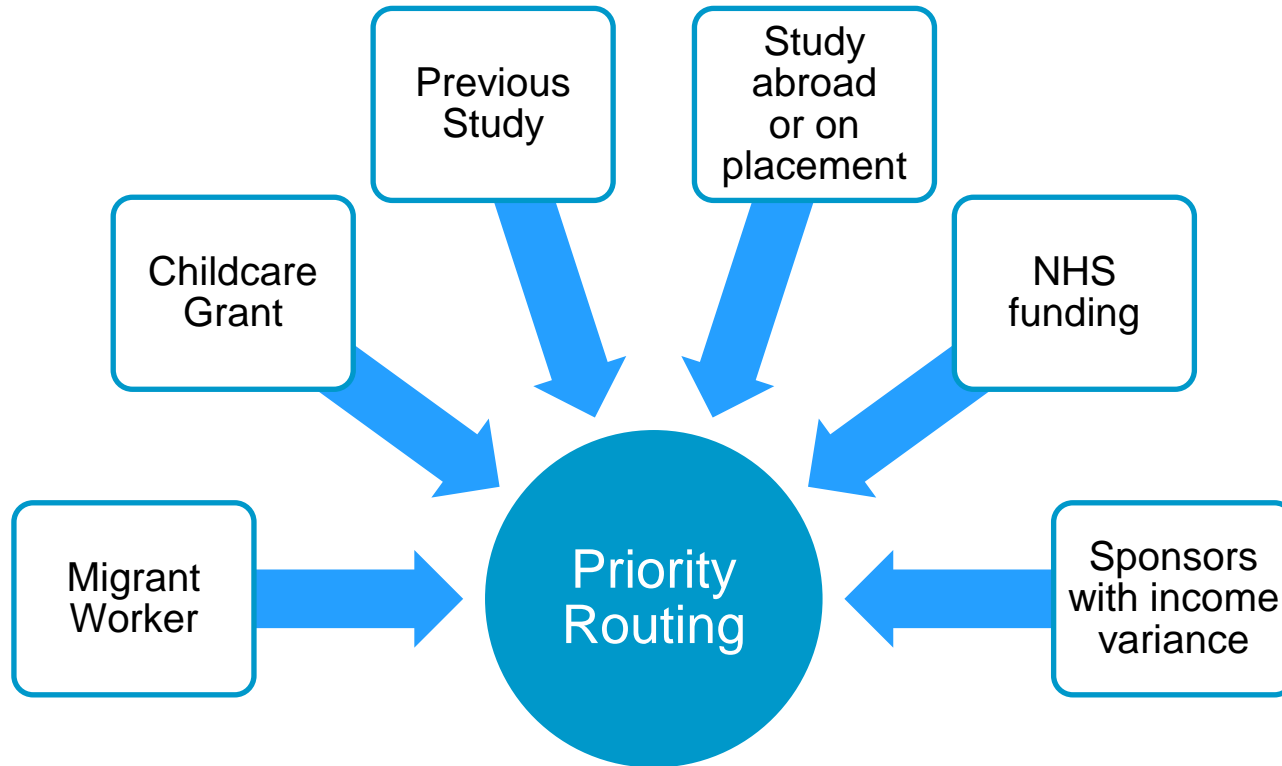 Previous
Study
Study
abroad
or on
placement
Childcare
Grant
NHS
funding
Migrant
Worker
Priority
Routing
Sponsors
with income
variance